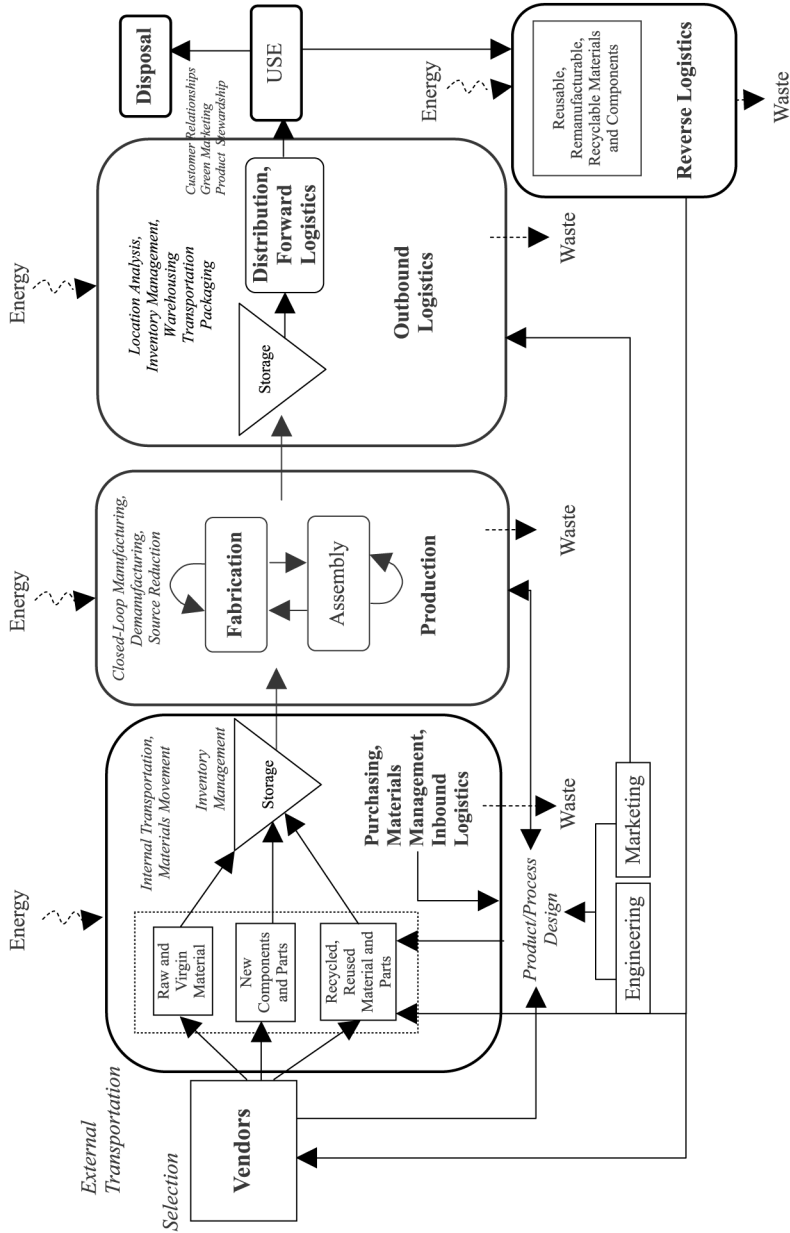 External
Transportation
Selection
Vendors
Energy
Internal Transportation,
Materials Movement
Raw and
Virgin
Material
New
Components
and Parts
Recycled,
Reused
Material and
Parts
Inventory
Management
Storage
Purchasing,
Materials
Management,
Inbound
Logistics
Waste
Product/Process
Design
Engineering
Marketing
Energy
Closed-Loop Manufacturing,
Demanufacturing,
Source Reduction
Fabrication
Assembly
Production
Waste
Energy
Location Analysis,
Inventory Management,
Warehousing
Transportation
Packaging
Storage
Distribution,
Forward
Logistics
Outbound
Logistics
Waste
Customer Relationships
Green Marketing
Product Stewardship
Disposal
USE
Energy
Reusable,
Remanufacturable,
Recyclable Materials
and Components
Reverse Logistics
Waste